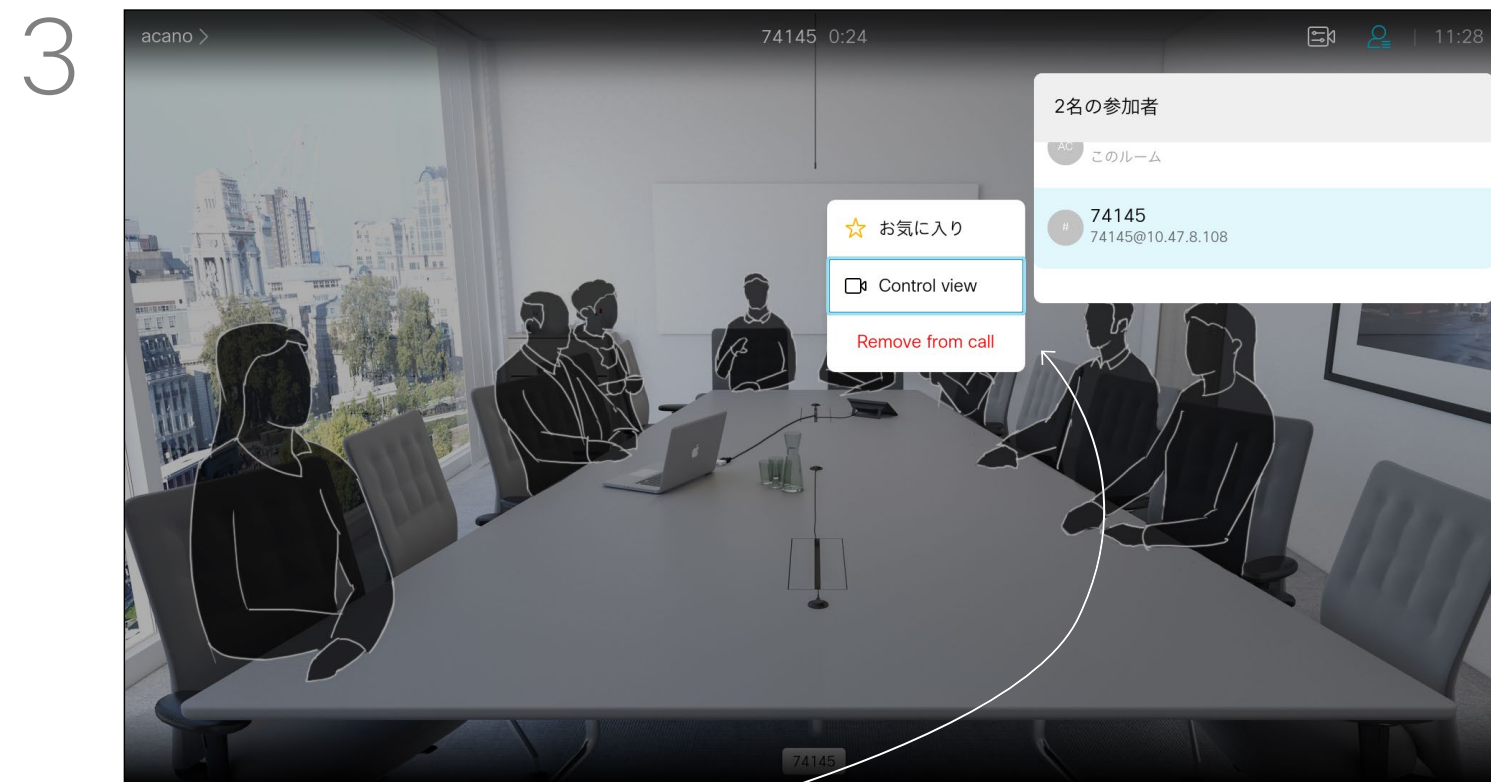 3
acano >
74145 0:24
11:28
2名の参加者
AC
このルーム
お気に入り
Control view
Remove from call
#
74145
74145@10.47.8.108
74145